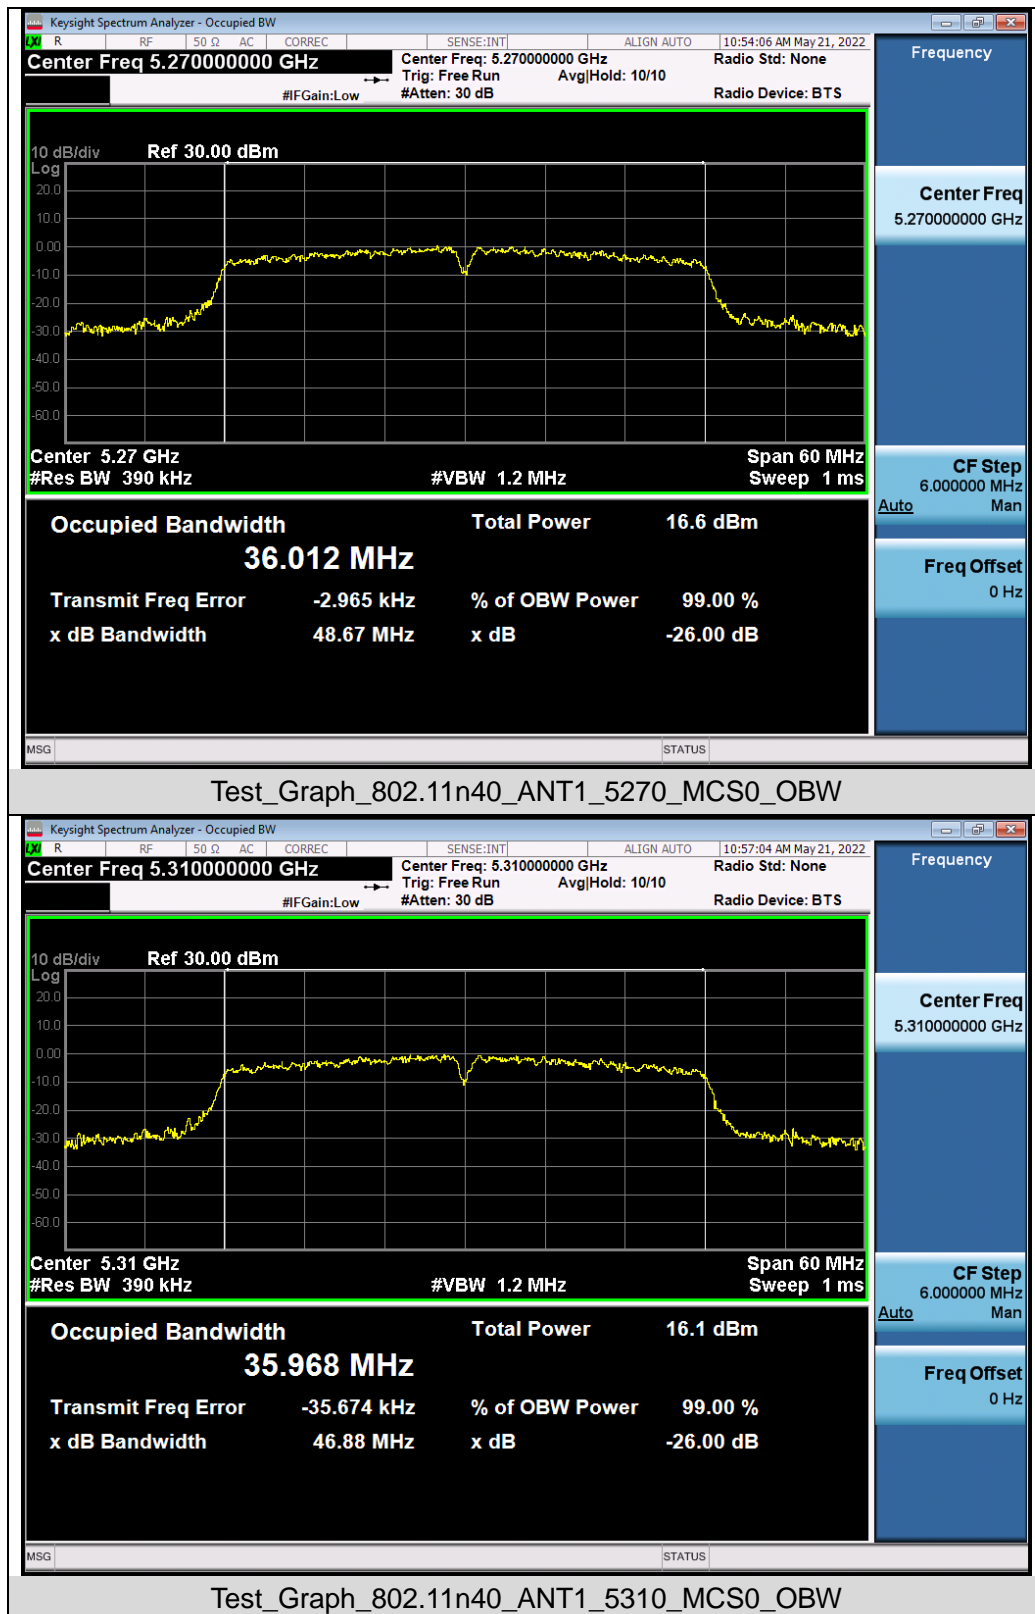 Keysight Spectrum Analyzer - Occupied BW
LXI R RF 50 Ω AC CORREC SENSE:INT ALIGN AUTO 10:54:06 AM May 21, 2022
Center Freq 5.270000000 GHz Center Freq: 5.270000000 GHz Radio Std: None Frequency
Trig: Free Run Avg|Hold: 10/10
#IFGain:Low #Atten: 30 dB Radio Device: BTS
10 dB/div Ref 30.00 dBm
Log
20.0
10.0
0.00
-10.0
-20.0
-30.0
-40.0
-50.0
-60.0
Center Freq
5.270000000 GHz
Center 5.27 GHz Span 60 MHz
#Res BW 390 kHz #VBW 1.2 MHz Sweep 1 ms
CF Step
6.000000 MHz
Auto Man
Occupied Bandwidth Total Power 16.6 dBm
36.012 MHz
Freq Offset
0 Hz
Transmit Freq Error -2.965 kHz % of OBW Power 99.00 %
x dB Bandwidth 48.67 MHz x dB -26.00 dB
MSG STATUS
Test_Graph_802.11n40_ANT1_5270_MCS0_OBW
Keysight Spectrum Analyzer - Occupied BW
LXI R RF 50 Ω AC CORREC SENSE:INT ALIGN AUTO 10:57:04 AM May 21, 2022
Center Freq 5.310000000 GHz Center Freq: 5.310000000 GHz Radio Std: None Frequency
Trig: Free Run Avg|Hold: 10/10
#IFGain:Low #Atten: 30 dB Radio Device: BTS
10 dB/div Ref 30.00 dBm
Log
20.0
10.0
0.00
-10.0
-20.0
-30.0
-40.0
-50.0
-60.0
Center Freq
5.310000000 GHz
Center 5.31 GHz Span 60 MHz
#Res BW 390 kHz #VBW 1.2 MHz Sweep 1 ms
CF Step
6.000000 MHz
Auto Man
Occupied Bandwidth Total Power 16.1 dBm
35.968 MHz
Freq Offset
0 Hz
Transmit Freq Error -35.674 kHz % of OBW Power 99.00 %
x dB Bandwidth 46.88 MHz x dB -26.00 dB
MSG STATUS
Test_Graph_802.11n40_ANT1_5310_MCS0_OBW